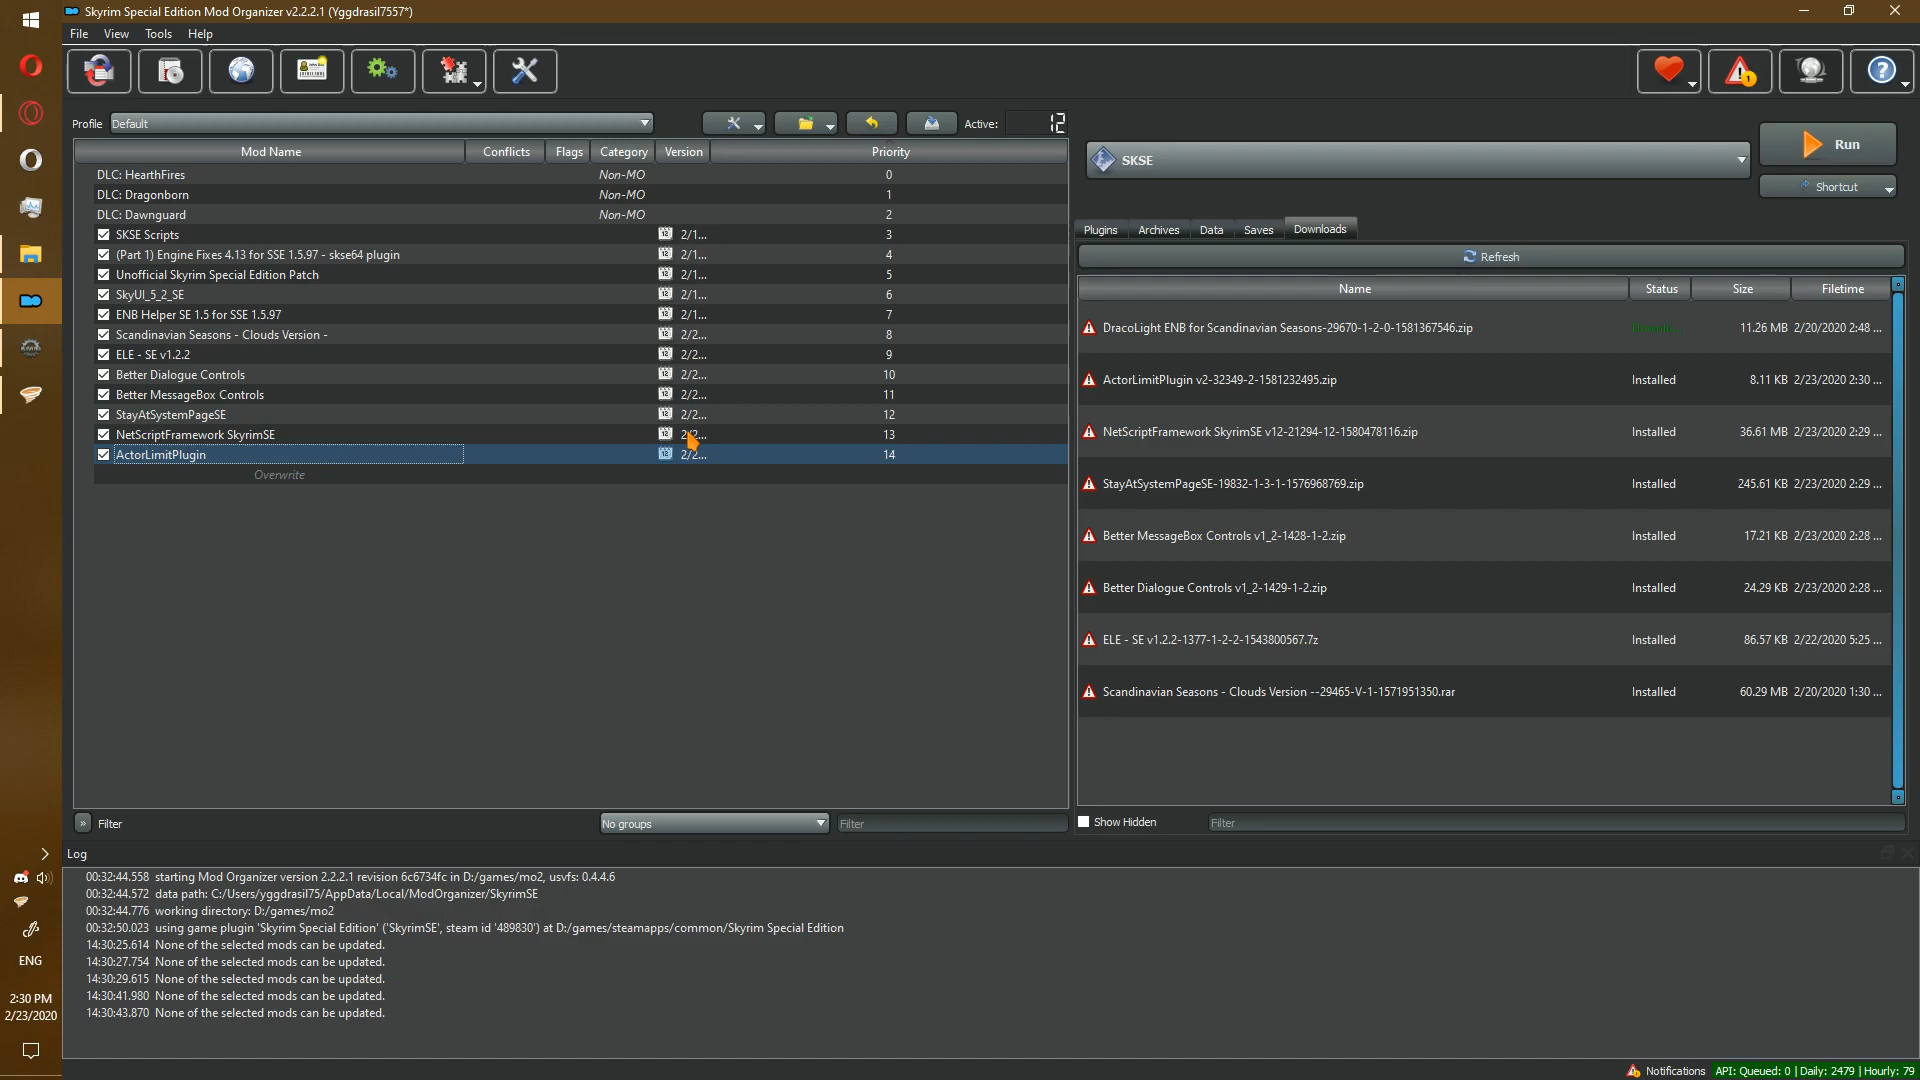 Skyrim Special Edition Mod Organizer v2.2.2.1 (Yggdrasil7557*)
File View Tools Help
Profile Default Active: 12
Mod Name Conflicts Flags Category Version Priority
DLC: HearthFires Non-MO 0
DLC: Dragonborn Non-MO 1
DLC: Dawnguard Non-MO 2
SKSE Scripts 2/1... 3
(Part 1) Engine Fixes 4.13 for SSE 1.5.97 - skse64 plugin 2/1... 4
Unofficial Skyrim Special Edition Patch 2/1... 5
SkyUI_5_2_SE 2/1... 6
ENB Helper SE 1.5 for SSE 1.5.97 2/1... 7
Scandinavian Seasons - Clouds Version - 2/2... 8
ELE - SE v1.2.2 2/2... 9
Better Dialogue Controls 2/2... 10
Better MessageBox Controls 2/2... 11
StayAtSystemPageSE 2/2... 12
NetScriptFramework SkyrimSE 2/2... 13
ActorLimitPlugin 2/2... 14
Overwrite
» Filter No groups Filter
SKSE
Run
Shortcut
Plugins Archives Data Saves Downloads
Refresh
Name Status Size Filetime
DracoLight ENB for Scandinavian Seasons-29670-1-2-0-1581367546.zip 11.26 MB 2/20/2020 2:48 ...
ActorLimitPlugin v2-32349-2-1581232495.zip Installed 8.11 KB 2/23/2020 2:30 ...
NetScriptFramework SkyrimSE v12-21294-12-1580478116.zip Installed 36.61 MB 2/23/2020 2:29 ...
StayAtSystemPageSE-19832-1-3-1-1576968769.zip Installed 245.61 KB 2/23/2020 2:29 ...
Better MessageBox Controls v1_2-1428-1-2.zip Installed 17.21 KB 2/23/2020 2:28 ...
Better Dialogue Controls v1_2-1429-1-2.zip Installed 24.29 KB 2/23/2020 2:28 ...
ELE - SE v1.2.2-1377-1-2-2-1543800567.7z Installed 86.57 KB 2/22/2020 5:25 ...
Scandinavian Seasons - Clouds Version --29465-V-1-1571951350.rar Installed 60.29 MB 2/20/2020 1:30 ...
Show Hidden Filter
Log
00:32:44.558 starting Mod Organizer version 2.2.2.1 revision 6c6734fc in D:/games/mo2, usvfs: 0.4.4.6
00:32:44.572 data path: C:/Users/yggdrasil75/AppData/Local/ModOrganizer/SkyrimSE
00:32:44.776 working directory: D:/games/mo2
00:32:50.023 using game plugin 'Skyrim Special Edition' ('SkyrimSE', steam id '489830') at D:/games/steamapps/common/Skyrim Special Edition
14:30:25.614 None of the selected mods can be updated.
14:30:27.754 None of the selected mods can be updated.
14:30:29.615 None of the selected mods can be updated.
14:30:41.980 None of the selected mods can be updated.
14:30:43.870 None of the selected mods can be updated.
ENG
2:30 PM
2/23/2020
Notifications API: Queued: 0 | Daily: 2479 | Hourly: 79